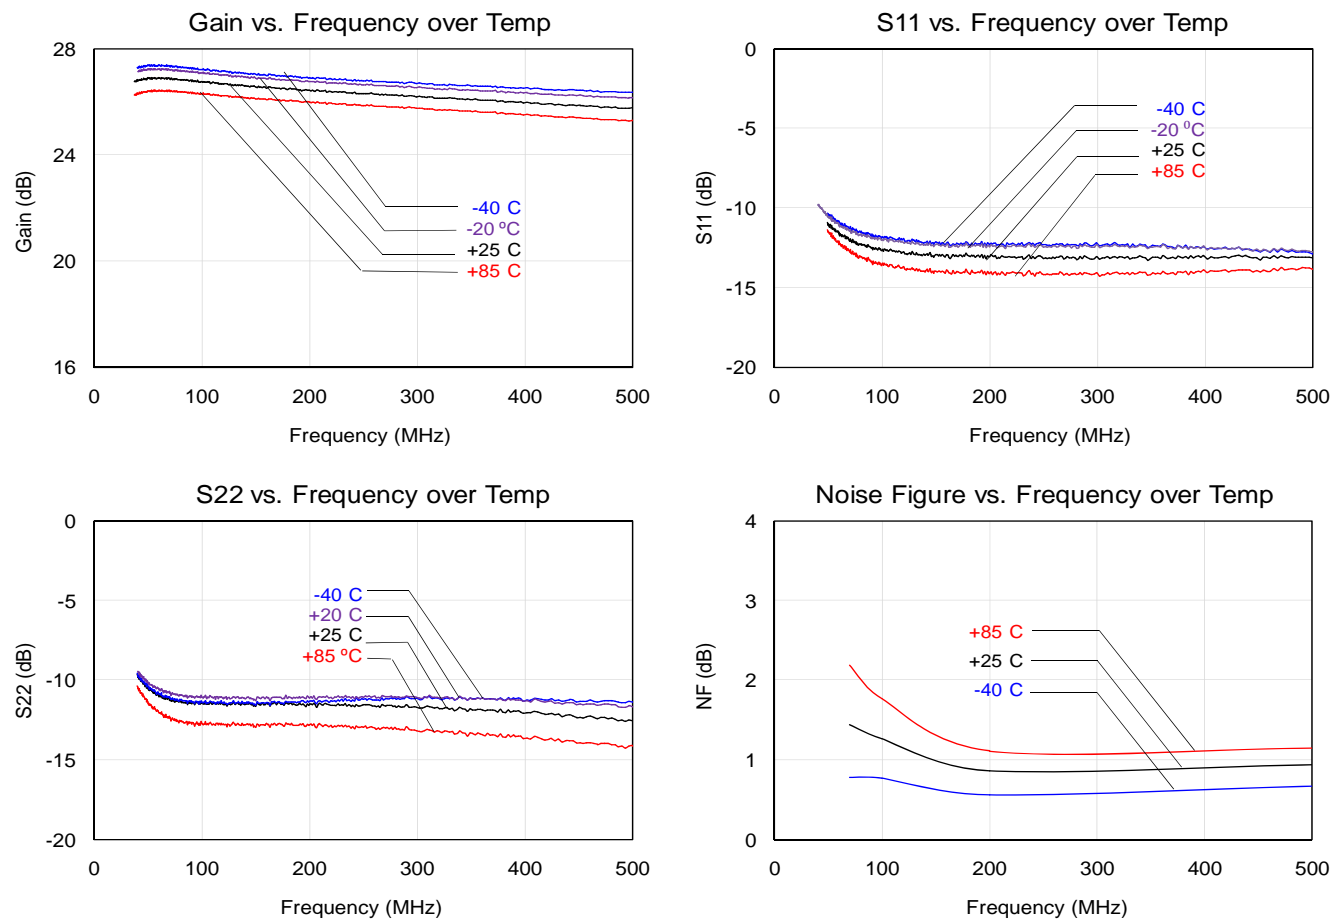 Gain vs. Frequency over Temp
28
24
20
16
Gain (dB)
-40 C
-20 ºC
+25 C
+85 C
0 100 200 300 400 500
Frequency (MHz)
S11 vs. Frequency over Temp
0
-5
-10
-15
-20
S11 (dB)
-40 C
-20 ºC
+25 C
+85 C
0 100 200 300 400 500
Frequency (MHz)
S22 vs. Frequency over Temp
0
-5
-10
-15
-20
S22 (dB)
-40 C
+20 C
+25 C
+85 ºC
0 100 200 300 400 500
Frequency (MHz)
Noise Figure vs. Frequency over Temp
4
3
2
1
0
NF (dB)
+85 C
+25 C
-40 C
0 100 200 300 400 500
Frequency (MHz)